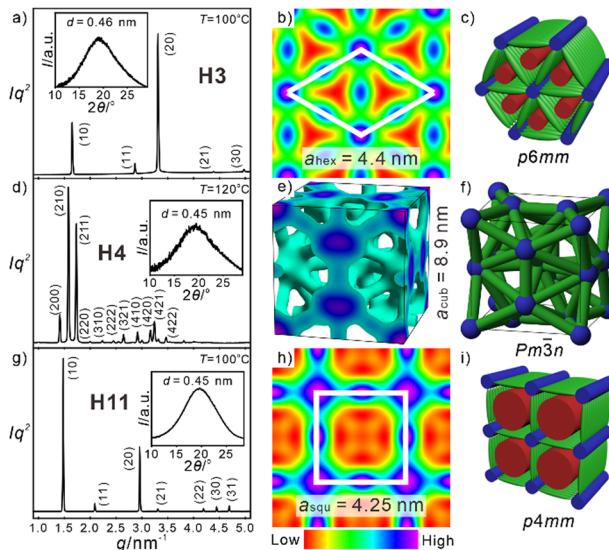 a)
Iq²
d = 0.46 nm
I/a.u.
10 15 20 25
2θ/°
T=100°C
H3
(10)
(11)
(20)
(21)
(30)
b)
a_hex = 4.4 nm
c)
p6mm
d)
Iq²
T=120°C
H4
d = 0.45 nm
I/a.u.
10 15 20 25
2θ/°
(200)
(210)
(211)
(220)
(310)
(222)
(321)
(410)
(420)
(421)
(422)
e)
a_cub = 8.9 nm
f)
Pm3̄n
g)
Iq²
T=100°C
H11
d = 0.45 nm
I/a.u.
10 15 20 25
2θ/°
(10)
(11)
(20)
(21)
(22)
(30)
(31)
1.0 1.5 2.0 2.5 3.0 3.5 4.0 4.5 5.0
q/nm⁻¹
h)
a_squ = 4.25 nm
Low High
i)
p4mm